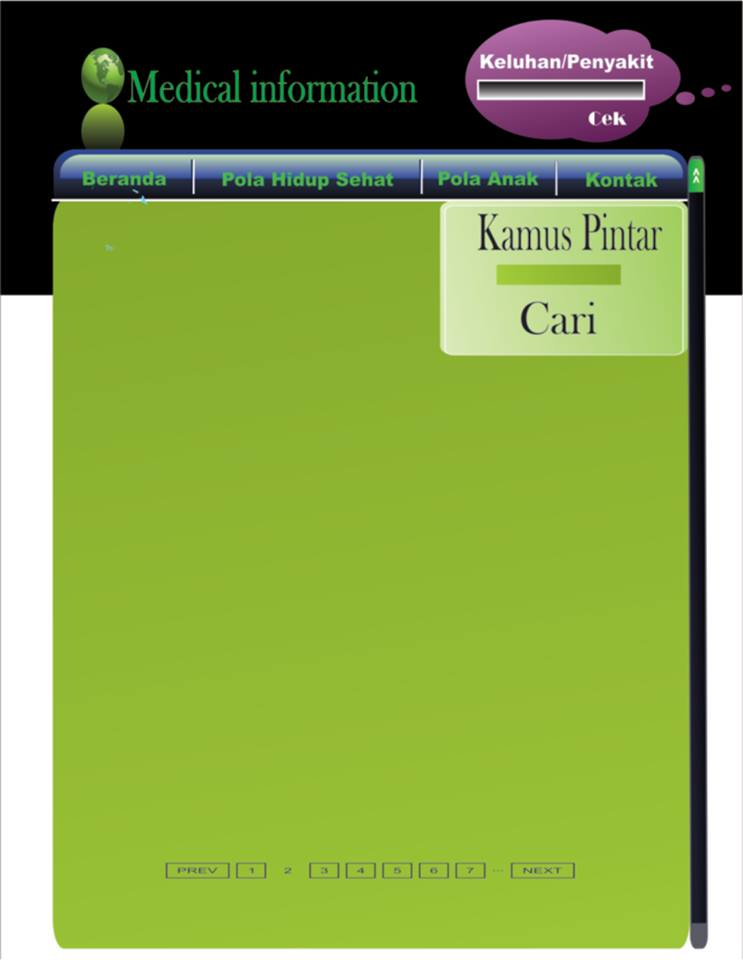 Medical information
Keluhan/Penyakit
Cek
Beranda Pola Hidup Sehat Pola Anak Kontak
Kamus Pintar
Cari
PREV 1 2 3 4 5 6 7 ... NEXT